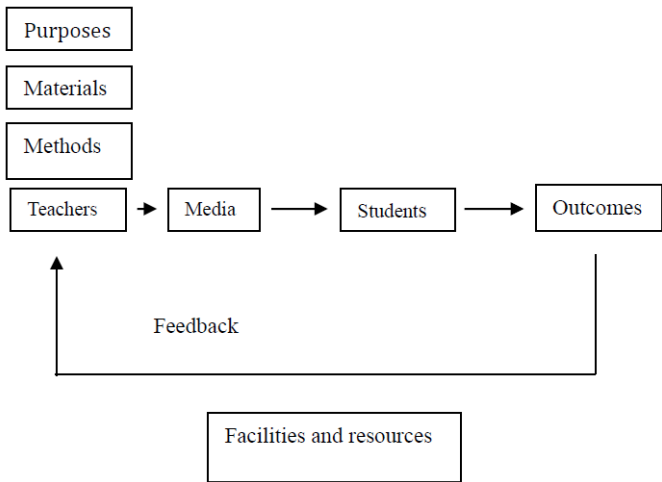 Purposes
Materials
Methods
Teachers
Media
Students
Outcomes
Feedback
Facilities and resources